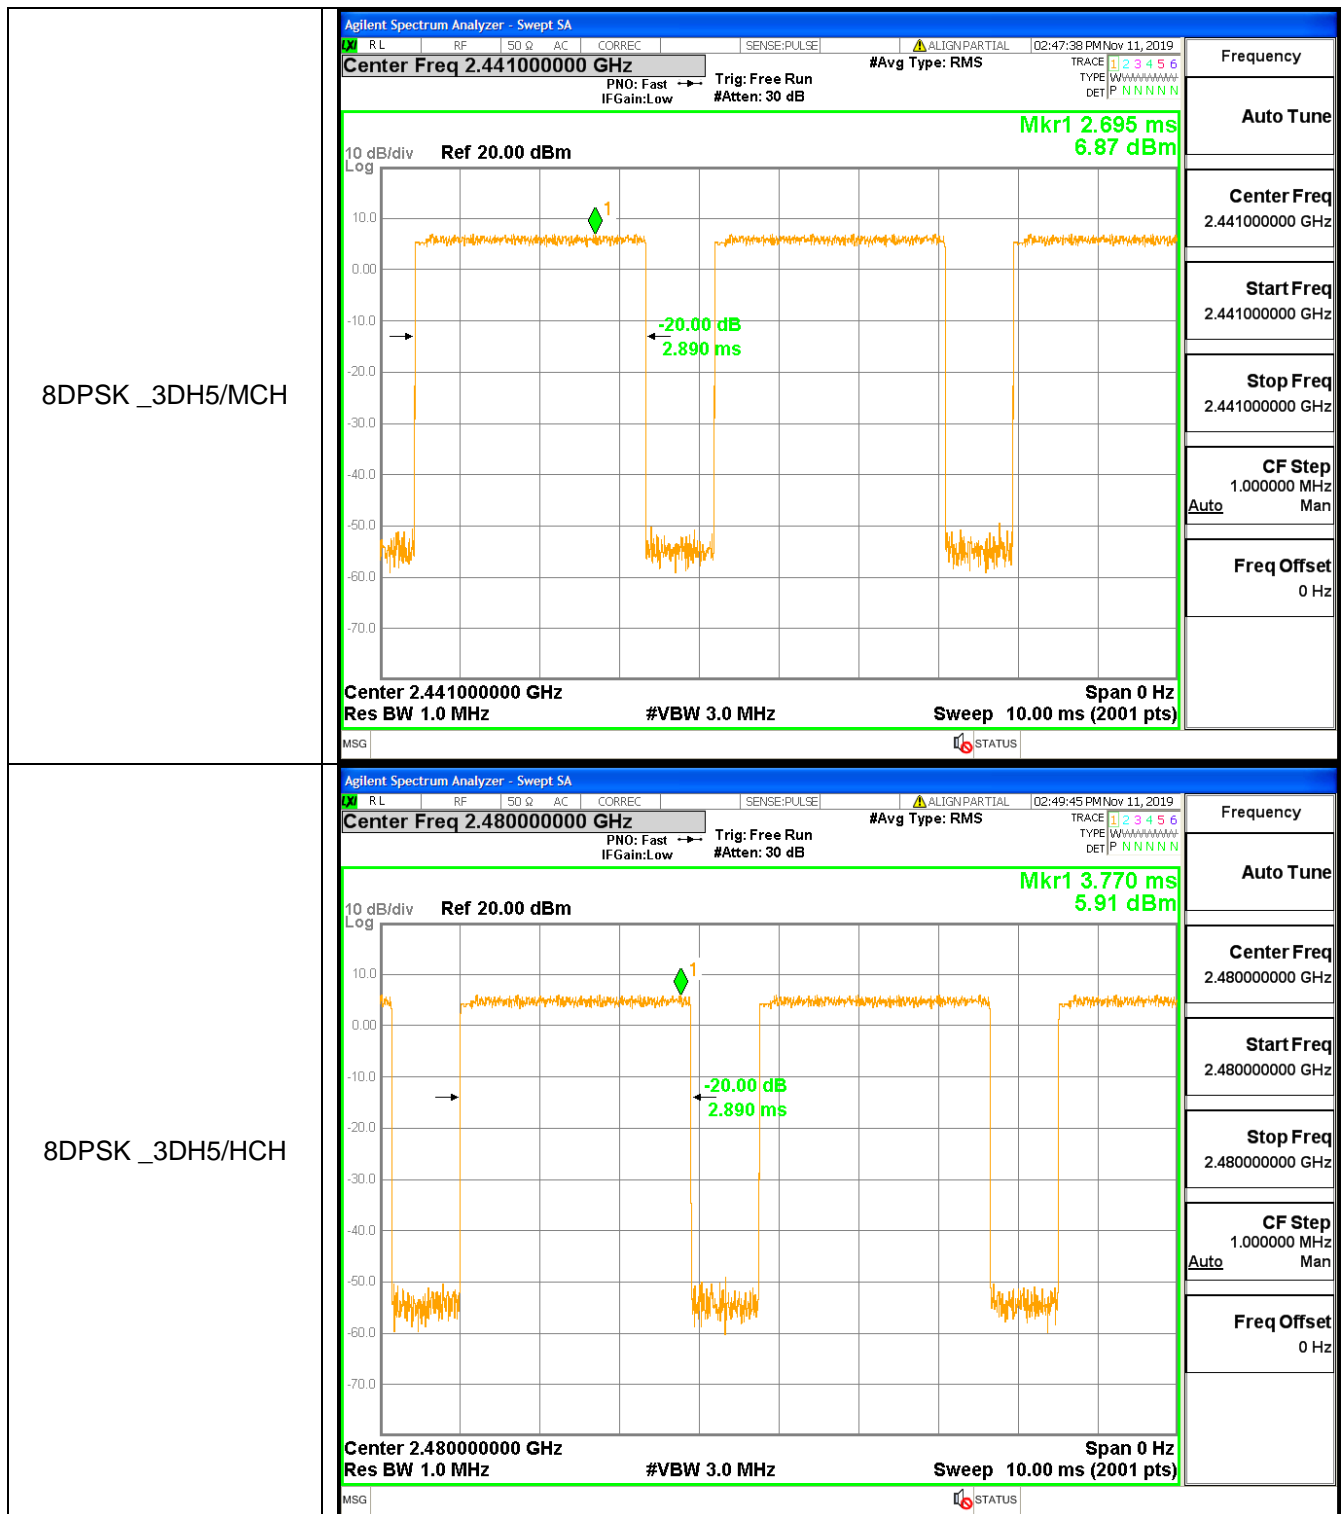 8DPSK _3DH5/MCH
Agilent Spectrum Analyzer - Swept SA
LXI RL RF 50 Ω AC CORREC SENSE:PULSE ALIGN PARTIAL 02:47:38 PM Nov 11, 2019
Center Freq 2.441000000 GHz #Avg Type: RMS TRACE 1 2 3 4 5 6
PNO: Fast Trig: Free Run TYPE
IFGain:Low #Atten: 30 dB DET P N N N N N
Mkr1 2.695 ms
6.87 dBm
10 dB/div Ref 20.00 dBm
Log
1
10.0
0.00
-10.0
-20.00 dB
2.890 ms
-20.0
-30.0
-40.0
-50.0
-60.0
-70.0
Center 2.441000000 GHz Span 0 Hz
Res BW 1.0 MHz #VBW 3.0 MHz Sweep 10.00 ms (2001 pts)
MSG STATUS
Frequency
Auto Tune
Center Freq
2.441000000 GHz
Start Freq
2.441000000 GHz
Stop Freq
2.441000000 GHz
CF Step
1.000000 MHz
Auto Man
Freq Offset
0 Hz
8DPSK _3DH5/HCH
Agilent Spectrum Analyzer - Swept SA
LXI RL RF 50 Ω AC CORREC SENSE:PULSE ALIGN PARTIAL 02:49:45 PM Nov 11, 2019
Center Freq 2.480000000 GHz #Avg Type: RMS TRACE 1 2 3 4 5 6
PNO: Fast Trig: Free Run TYPE
IFGain:Low #Atten: 30 dB DET P N N N N N
Mkr1 3.770 ms
5.91 dBm
10 dB/div Ref 20.00 dBm
Log
1
10.0
0.00
-10.0
-20.00 dB
2.890 ms
-20.0
-30.0
-40.0
-50.0
-60.0
-70.0
Center 2.480000000 GHz Span 0 Hz
Res BW 1.0 MHz #VBW 3.0 MHz Sweep 10.00 ms (2001 pts)
MSG STATUS
Frequency
Auto Tune
Center Freq
2.480000000 GHz
Start Freq
2.480000000 GHz
Stop Freq
2.480000000 GHz
CF Step
1.000000 MHz
Auto Man
Freq Offset
0 Hz